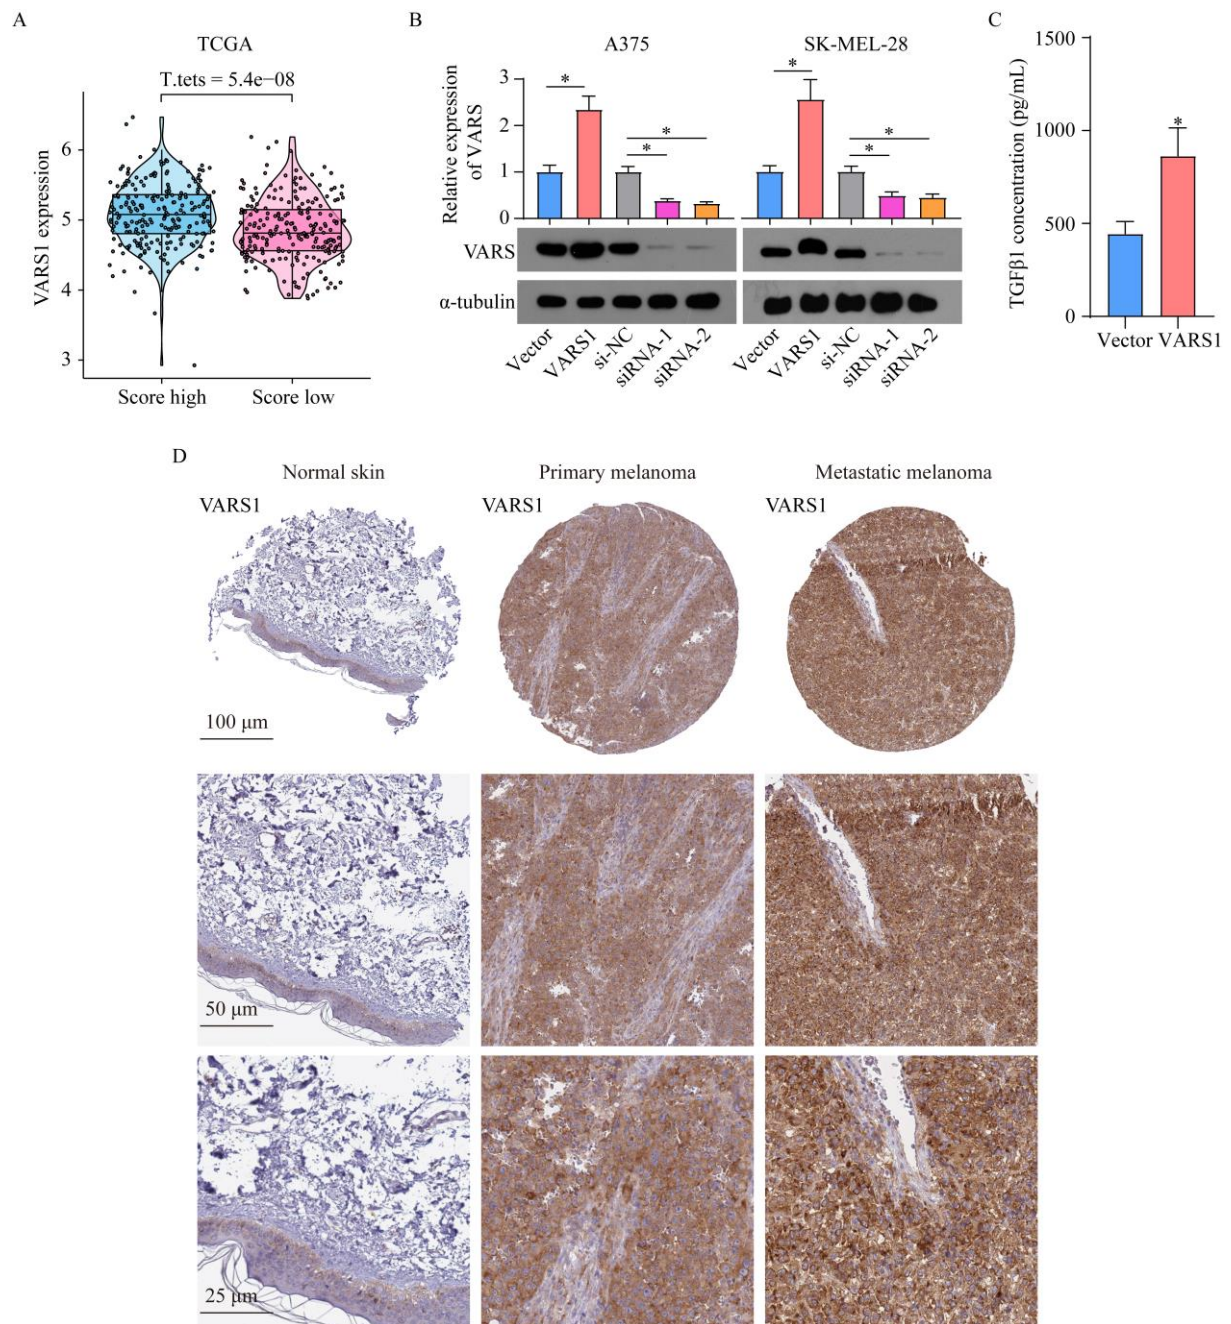 A
TCGA
T.tets = 5.4e−08
VARS1 expression
6
5
4
3
Score high
Score low
B
A375
SK-MEL-28
Relative expression
of VARS
3
2
1
0
*
*
*
*
*
*
VARS
α-tubulin
Vector
VARS1
si-NC
siRNA-1
siRNA-2
Vector
VARS1
si-NC
siRNA-1
siRNA-2
C
TGFβ1 concentration (pg/mL)
1500
1000
500
0
*
Vector
VARS1
D
Normal skin
Primary melanoma
Metastatic melanoma
VARS1
VARS1
VARS1
100 μm
50 μm
25 μm